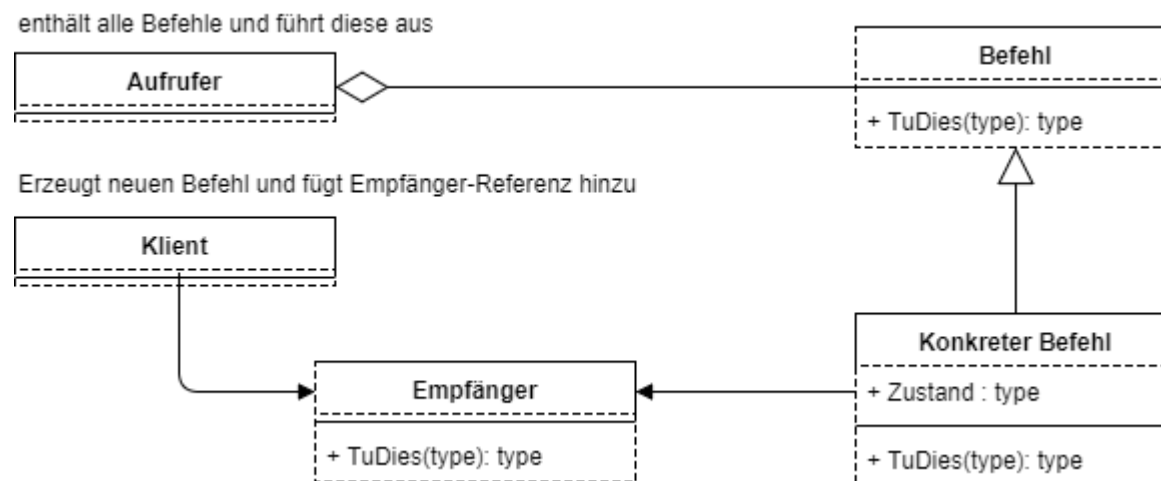 enthält alle Befehle und führt diese aus
Aufrufer
Befehl
+ TuDies(type): type
Erzeugt neuen Befehl und fügt Empfänger-Referenz hinzu
Klient
Konkreter Befehl
+ Zustand : type
+ TuDies(type): type
Empfänger
+ TuDies(type): type